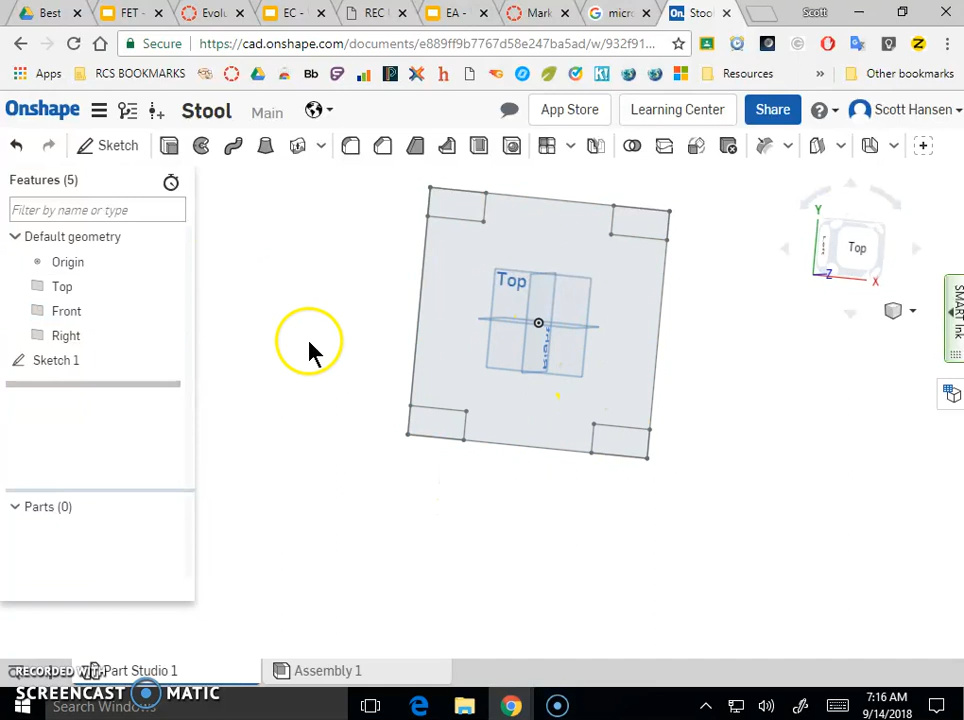 Best FET - Evolu EC - REC EA - Mark micro Stool Scott
Secure https://cad.onshape.com/documents/e889ff9b7767d58e247ba5ad/w/932f91...
Apps RCS BOOKMARKS Bb Resources » Other bookmarks
Onshape Stool Main App Store Learning Center Share Scott Hansen
Sketch
Features (5)
Filter by name or type
Default geometry
Origin
Top
Front
Right
Sketch 1
Parts (0)
Top
Right
Y
Top
Z
X
SMART Ink
RECORDED WITH Part Studio 1 Assembly 1
SCREENCAST MATIC
Search Windows
7:16 AM
9/14/2018